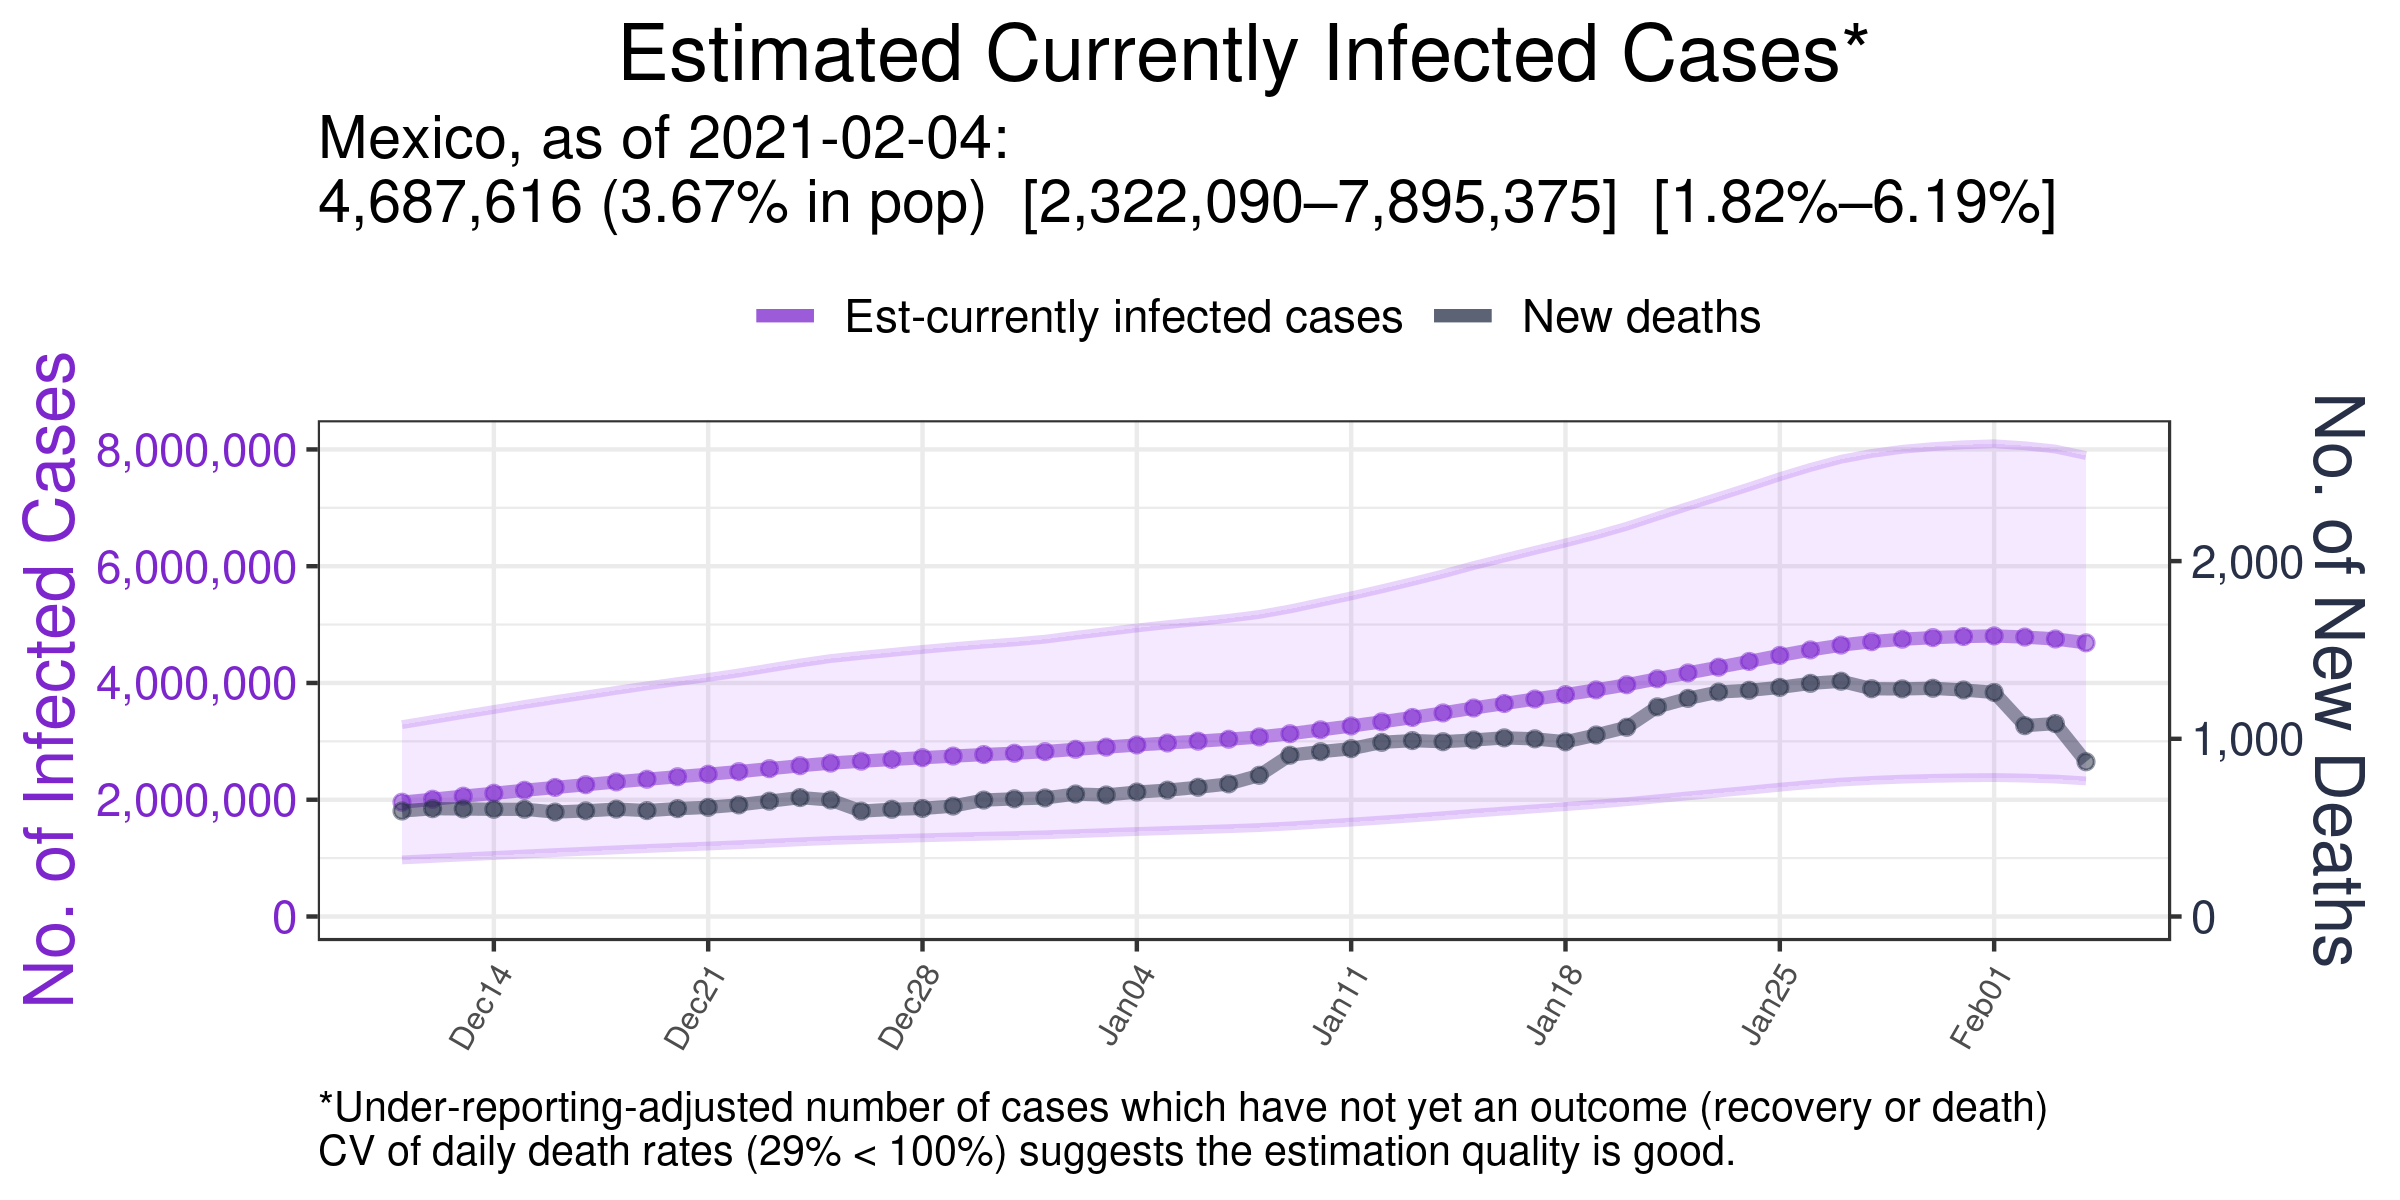 Estimated Currently Infected Cases*
Mexico, as of 2021-02-04:
4,687,616 (3.67% in pop)  [2,322,090–7,895,375]  [1.82%–6.19%]
Est-currently infected cases
New deaths
No. of Infected Cases
8,000,000
6,000,000
4,000,000
2,000,000
0
2,000
1,000
0
No. of New Deaths
Dec14
Dec21
Dec28
Jan04
Jan11
Jan18
Jan25
Feb01
*Under-reporting-adjusted number of cases which have not yet an outcome (recovery or death)
CV of daily death rates (29% < 100%) suggests the estimation quality is good.